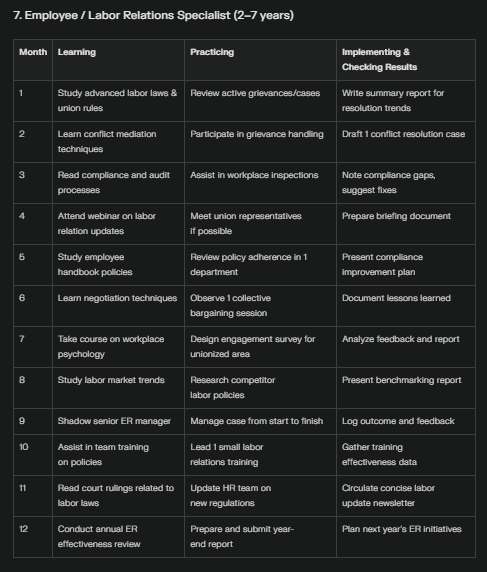 7. Employee / Labor Relations Specialist (2–7 years)
Month Learning Practicing Implementing &
Checking Results
1 Study advanced labor laws & Review active grievances/cases Write summary report for
union rules resolution trends
2 Learn conflict mediation Participate in grievance handling Draft 1 conflict resolution case
techniques
3 Read compliance and audit Assist in workplace inspections Note compliance gaps,
processes suggest fixes
4 Attend webinar on labor Meet union representatives Prepare briefing document
relation updates if possible
5 Study employee Review policy adherence in 1 Present compliance
handbook policies department improvement plan
6 Learn negotiation techniques Observe 1 collective Document lessons learned
bargaining session
7 Take course on workplace Design engagement survey for Analyze feedback and report
psychology unionized area
8 Study labor market trends Research competitor Present benchmarking report
labor policies
9 Shadow senior ER manager Manage case from start to finish Log outcome and feedback
10 Assist in team training Lead 1 small labor Gather training
on policies relations training effectiveness data
11 Read court rulings related to Update HR team on Circulate concise labor
labor laws new regulations update newsletter
12 Conduct annual ER Prepare and submit year- Plan next year's ER initiatives
effectiveness review end report